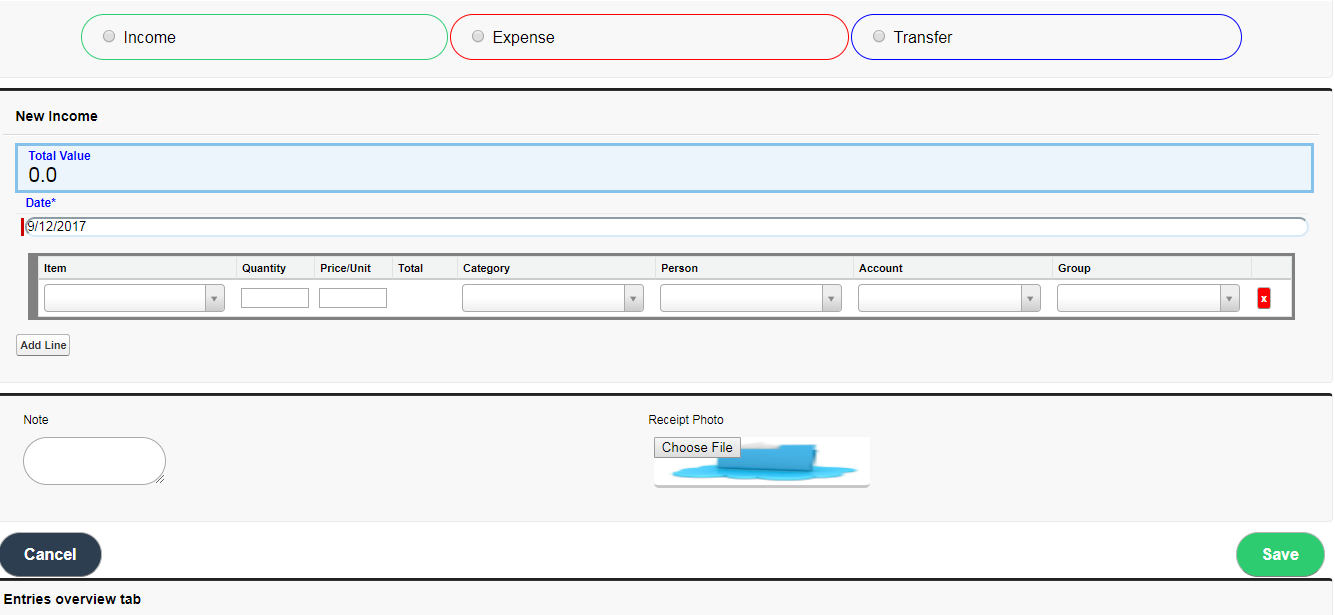 Income Expense Transfer
New Income
Total Value
0.0
Date*
9/12/2017
Item Quantity Price/Unit Total Category Person Account Group
x
Add Line
Note Receipt Photo
Choose File
Cancel Save
Entries overview tab